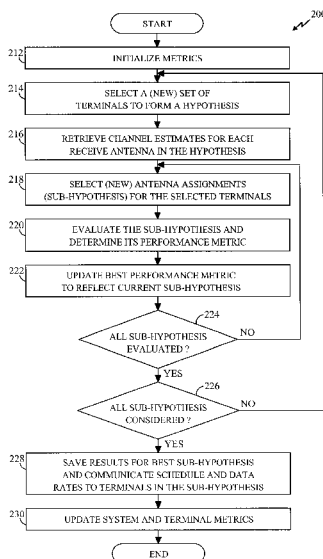 START
200
212
INITIALIZE METRICS
214
SELECT A (NEW) SET OF
TERMINALS TO FORM A HYPOTHESIS
216
RETRIEVE CHANNEL ESTIMATES FOR EACH
RECEIVE ANTENNA IN THE HYPOTHESIS
218
SELECT (NEW) ANTENNA ASSIGNMENTS
(SUB-HYPOTHESIS) FOR THE SELECTED TERMINALS
220
EVALUATE THE SUB-HYPOTHESIS AND
DETERMINE ITS PERFORMANCE METRIC
222
UPDATE BEST PERFORMANCE METRIC
TO REFLECT CURRENT SUB-HYPOTHESIS
224
ALL SUB-HYPOTHESIS
EVALUATED ?
NO
YES
226
ALL SUB-HYPOTHESIS
CONSIDERED ?
NO
YES
228
SAVE RESULTS FOR BEST SUB-HYPOTHESIS
AND COMMUNICATE SCHEDULE AND DATA
RATES TO TERMINALS IN THE SUB-HYPOTHESIS
230
UPDATE SYSTEM AND TERMINAL METRICS
END